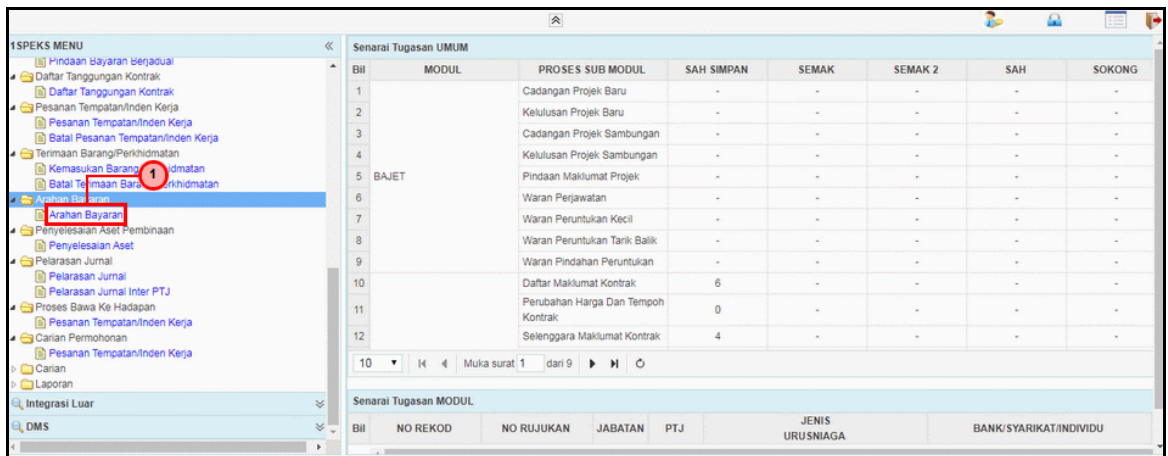 1SPEKS MENU
Pindaan Bayaran Berjadual
Daftar Tanggungan Kontrak
Daftar Tanggungan Kontrak
Pesanan Tempatan/Inden Kerja
Pesanan Tempatan/Inden Kerja
Batal Pesanan Tempatan/Inden Kerja
Terimaan Barang/Perkhidmatan
Kemasukan Barang idmatan
1
Batal Terimaan Bara rkhidmatan
Arahan Bayaran
Arahan Bayaran
Penyelesaian Aset Pembinaan
Penyelesaian Aset
Pelarasan Jurnal
Pelarasan Jurnal
Pelarasan Jurnal Inter PTJ
Proses Bawa Ke Hadapan
Pesanan Tempatan/Inden Kerja
Carian Permohonan
Pesanan Tempatan/Inden Kerja
Carian
Laporan
Integrasi Luar
DMS
Senarai Tugasan UMUM
Bil MODUL PROSES SUB MODUL SAH SIMPAN SEMAK SEMAK 2 SAH SOKONG
1 Cadangan Projek Baru - - - - -
2 Kelulusan Projek Baru - - - - -
3 Cadangan Projek Sambungan - - - - -
4 Kelulusan Projek Sambungan - - - - -
5 BAJET Pindaan Maklumat Projek - - - - -
6 Waran Perjawatan - - - - -
7 Waran Peruntukan Kecil - - - - -
8 Waran Peruntukan Tarik Balik - - - - -
9 Waran Pindahan Peruntukan - - - - -
10 Daftar Maklumat Kontrak 6 - - - -
11 Perubahan Harga Dan Tempoh Kontrak 0 - - - -
12 Selenggara Maklumat Kontrak 4 - - - -
10 Muka surat 1 dari 9
Senarai Tugasan MODUL
Bil NO REKOD NO RUJUKAN JABATAN PTJ JENIS URUSNIAGA BANK/SYARIKAT/INDIVIDU